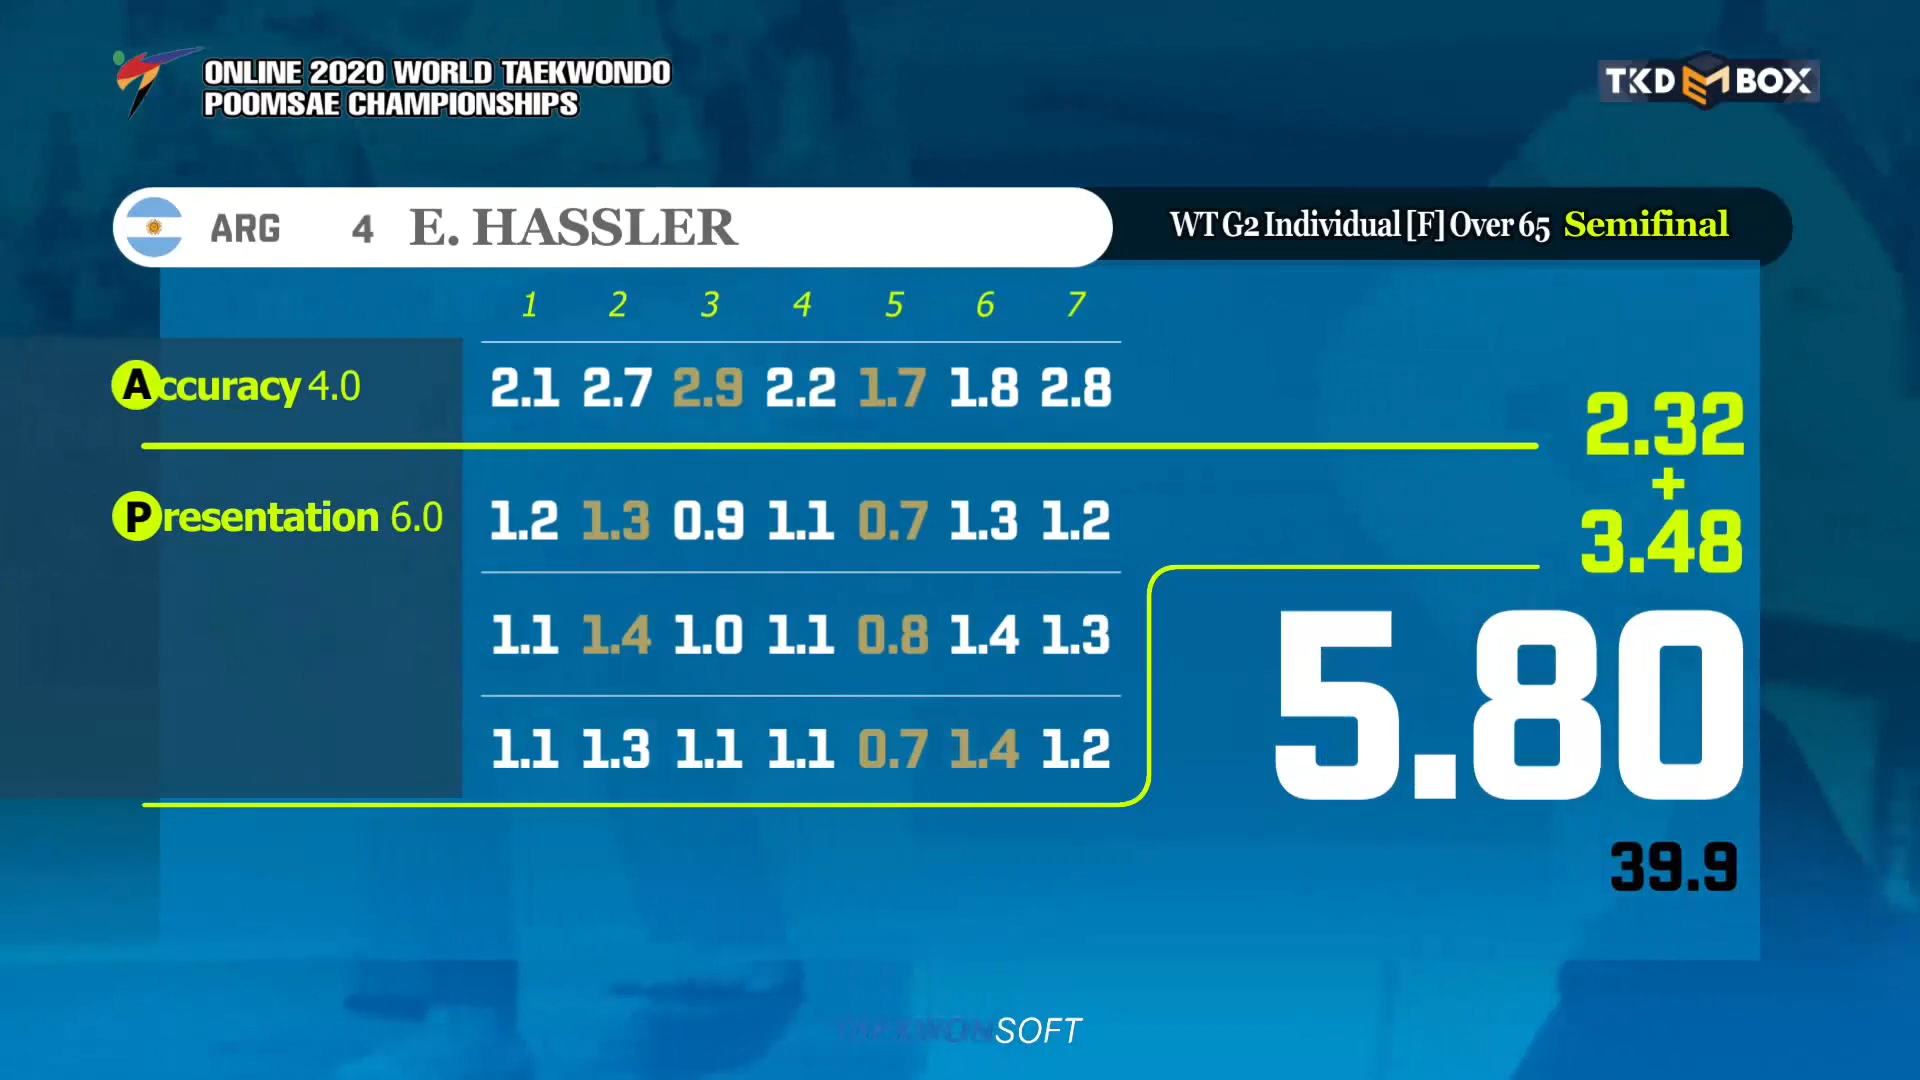 ONLINE 2020 WORLD TAEKWONDO
POOMSAE CHAMPIONSHIPS
TKD BOX
ARG 4 E. HASSLER
WT G2 Individual [F] Over 65 Semifinal
1 2 3 4 5 6 7
Accuracy 4.0 2.1 2.7 2.9 2.2 1.7 1.8 2.8
2.32
+
3.48
Presentation 6.0 1.2 1.3 0.9 1.1 0.7 1.3 1.2
1.1 1.4 1.0 1.1 0.8 1.4 1.3
1.1 1.3 1.1 1.1 0.7 1.4 1.2
5.80
39.9
TAEKWONSOFT